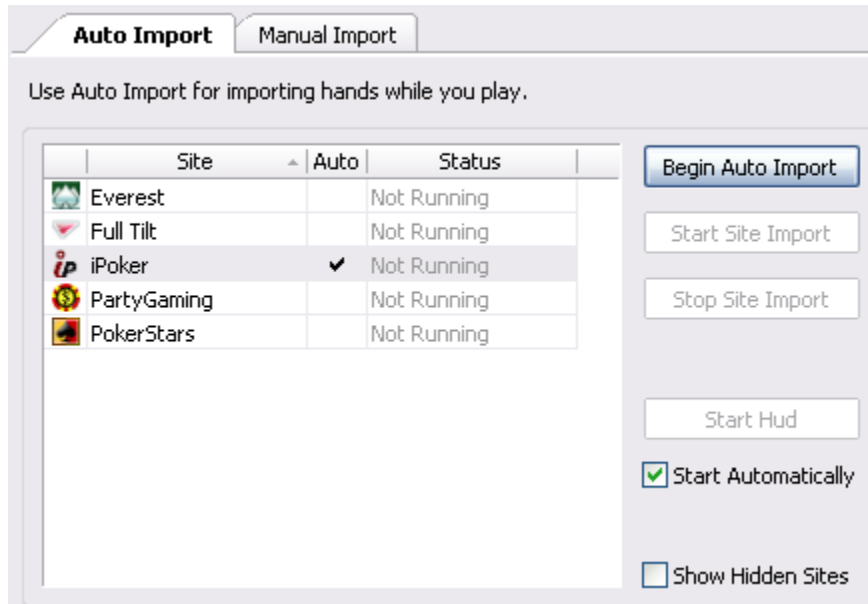 Auto Import Manual Import
Use Auto Import for importing hands while you play.
Site Auto Status
Everest Not Running
Full Tilt Not Running
iP iPoker Not Running
PartyGaming Not Running
PokerStars Not Running
Begin Auto Import
Start Site Import
Stop Site Import
Start Hud
Start Automatically
Show Hidden Sites